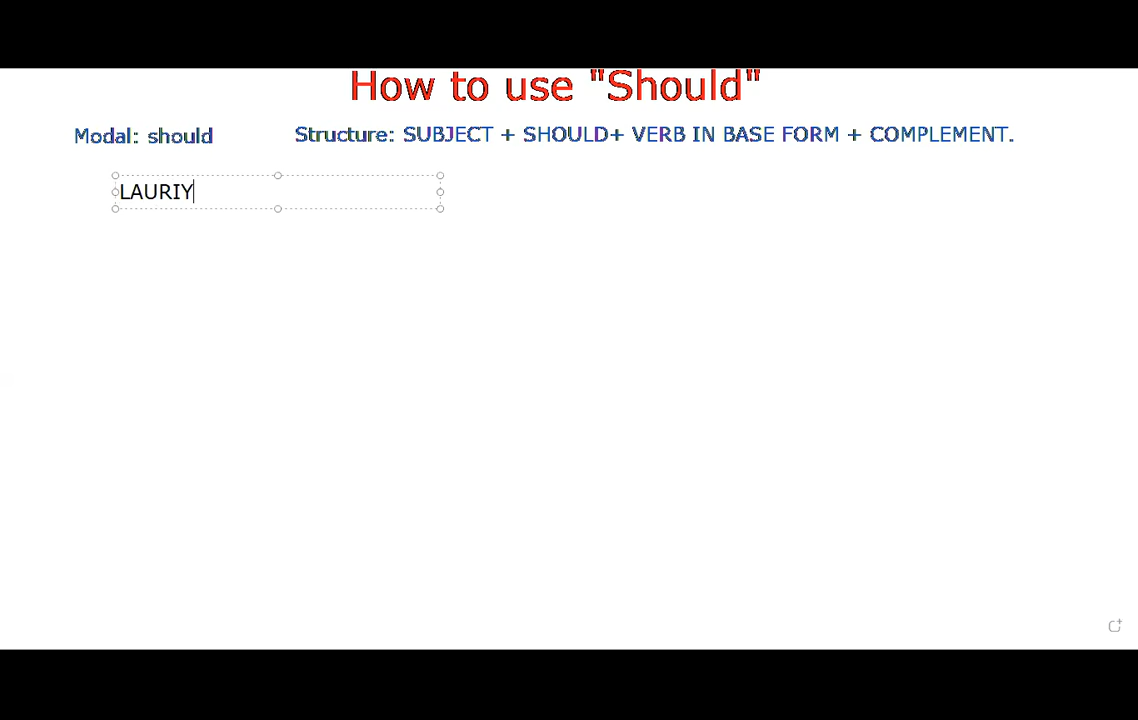 How to use "Should"
Modal: should
Structure: SUBJECT + SHOULD+ VERB IN BASE FORM + COMPLEMENT.
LAURIY